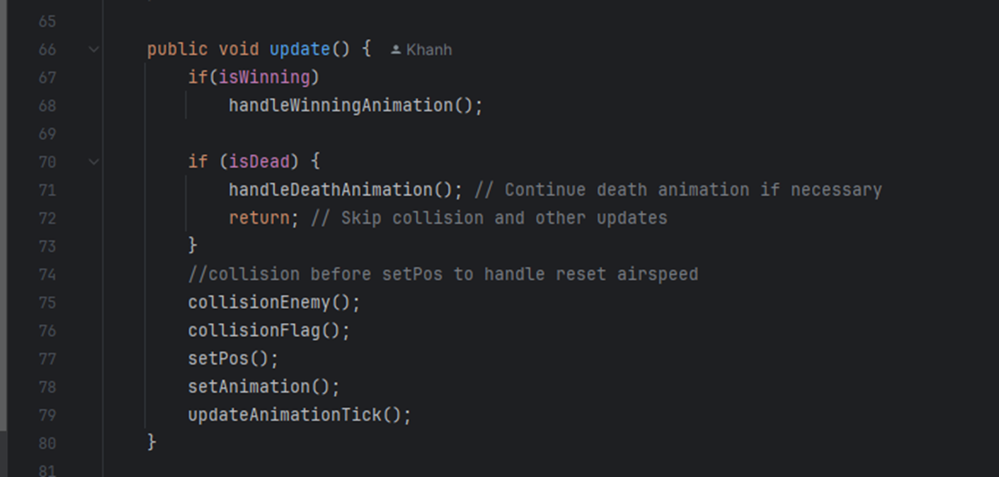 65
66 public void update() { Khanh
67 if(isWinning)
68 handleWinningAnimation();
69
70 if (isDead) {
71 handleDeathAnimation(); // Continue death animation if necessary
72 return; // Skip collision and other updates
73 }
74 //collision before setPos to handle reset airspeed
75 collisionEnemy();
76 collisionFlag();
77 setPos();
78 setAnimation();
79 updateAnimationTick();
80 }
81